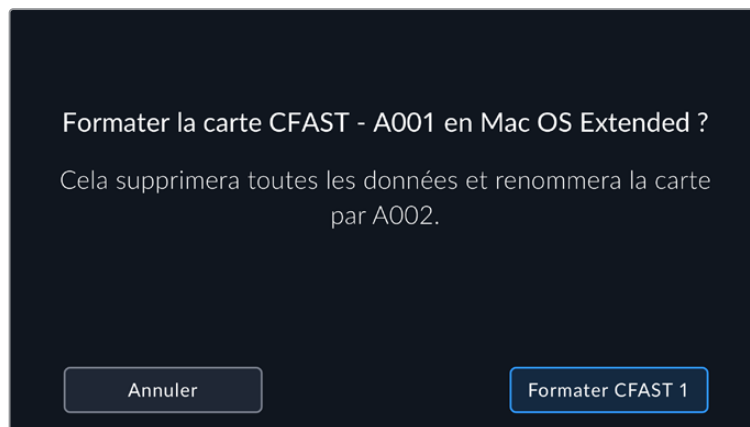 Formater la carte CFAST - A001 en Mac OS Extended ?
Cela supprimera toutes les données et renommera la carte
par A002.
Annuler
Formater CFAST 1